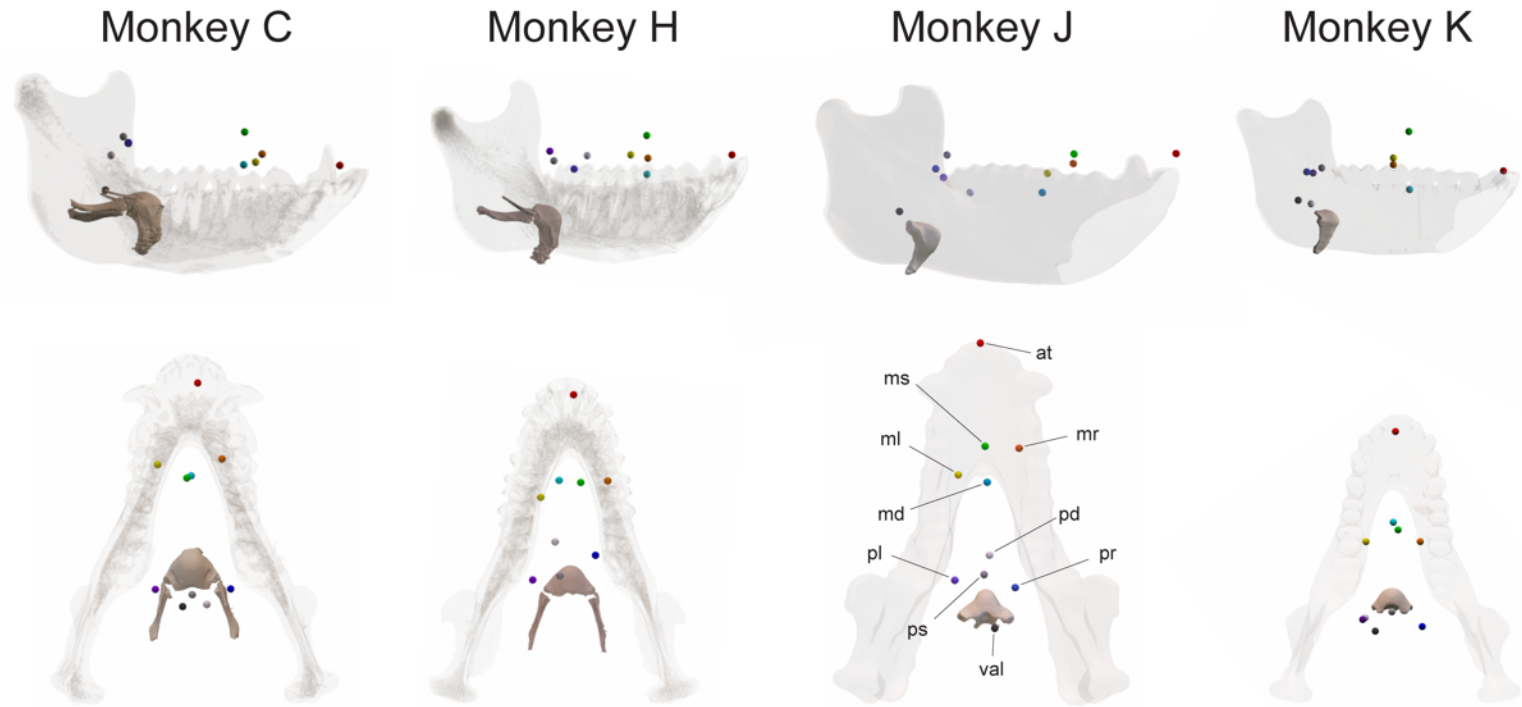 Monkey C
Monkey H
Monkey J
Monkey K
at
ms
mr
ml
md
pd
pl
pr
ps
val